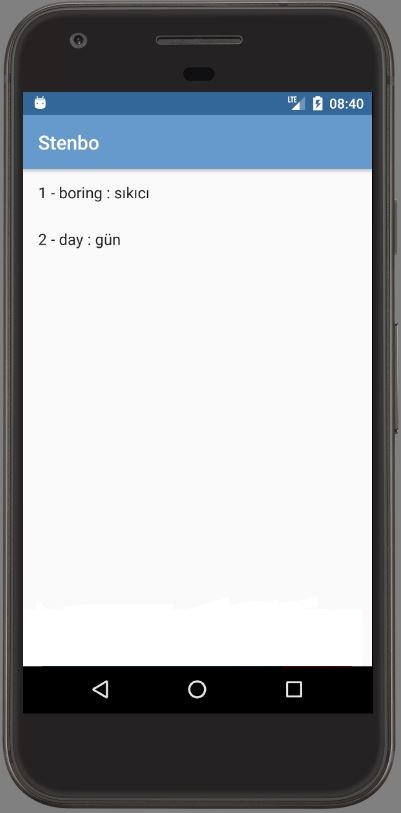 LTE 08:40
Stenbo
1 - boring : sıkıcı
2 - day : gün